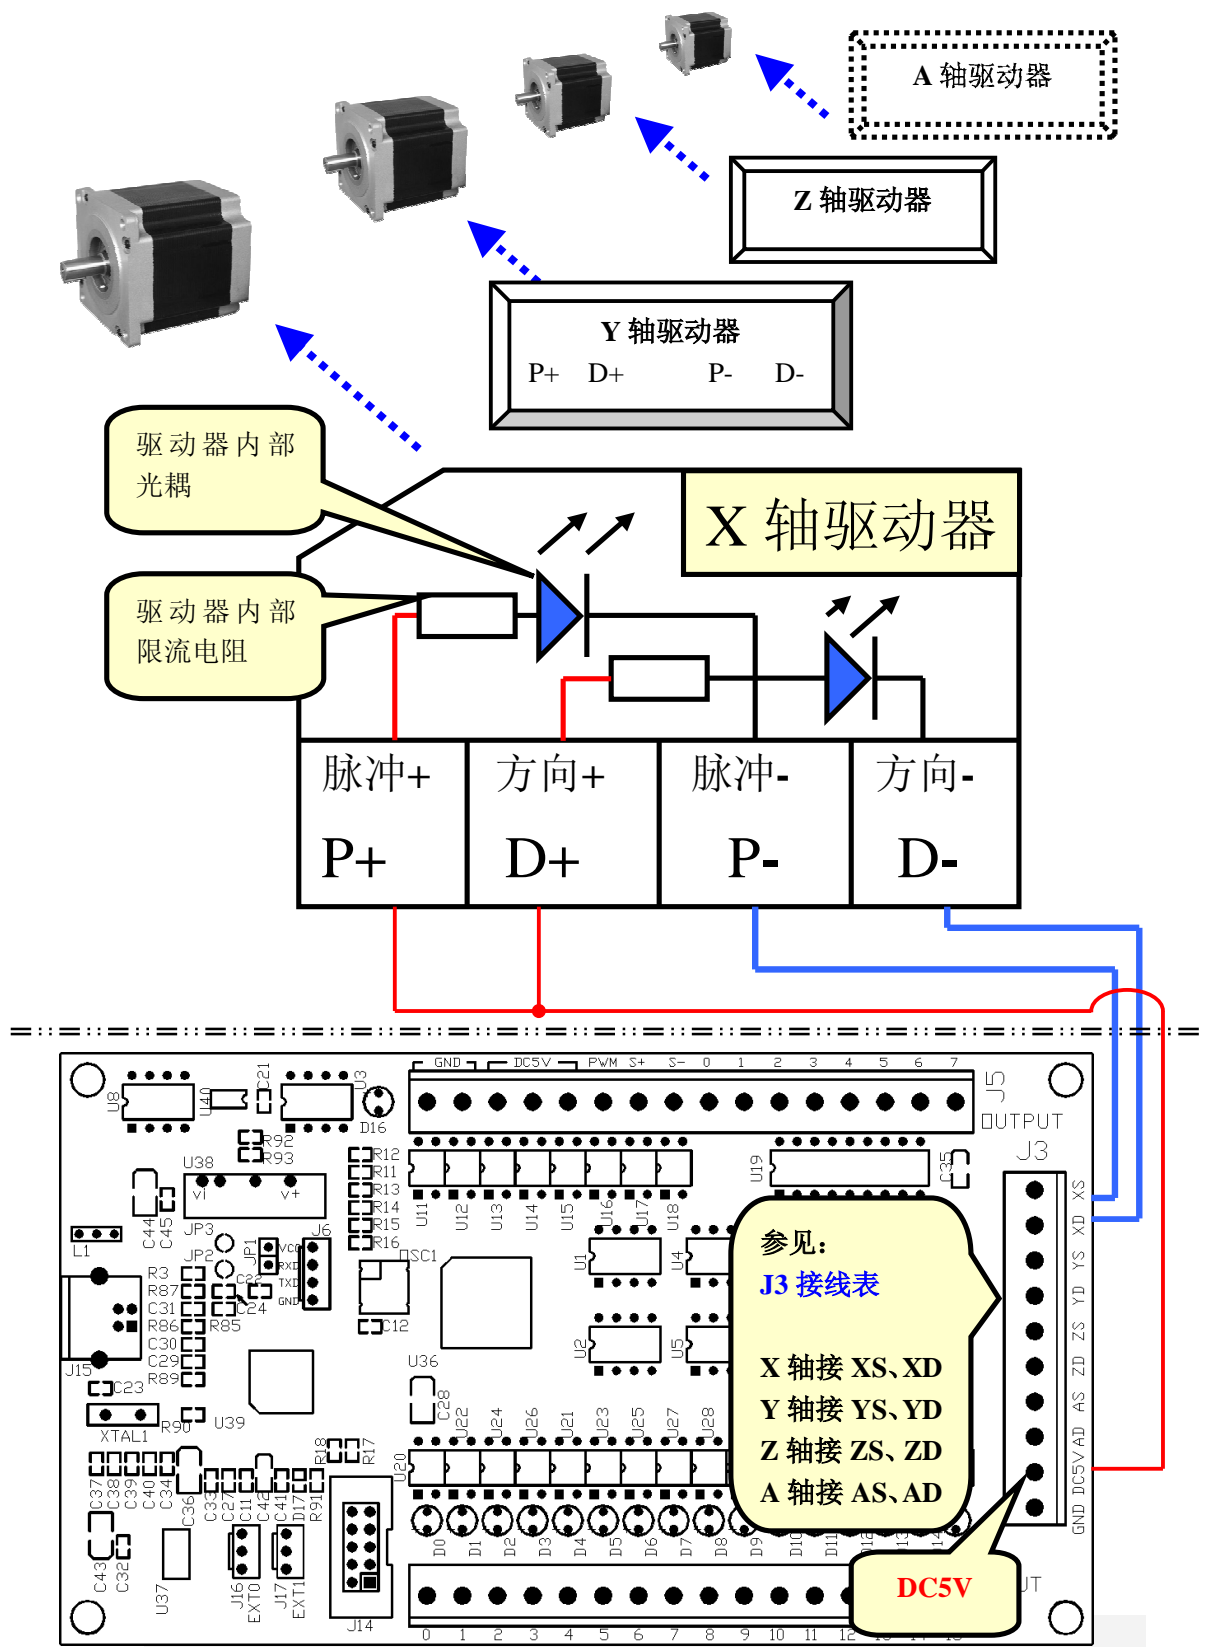 A 轴驱动器
Z 轴驱动器
Y 轴驱动器
P+ D+ P- D-
驱动器内部
光耦
X 轴驱动器
驱动器内部
限流电阻
脉冲+ 方向+ 脉冲- 方向-
P+ D+ P- D-
GND DC5V PWM S+ S- 0 1 2 3 4 5 6 7
J5
OUTPUT
J3
U8
U40
C21
U3
D16
R92
R93
U38
vi v+
C44
C45
JP3
L1
JP2
JP1
J6
VCC
RXD
TXD
GND
R12
R11
R13
R14
R15
R16
OSC1
U11 U12 U13 U14 U15 U16 U17 U18
U19
C35
U1
U4
U2
U5
R3
R87
C31
R86
C30
C29
R89
C22
C24
R85
C12
J15
C23
XTAL1
R90
U39
U36
C28
XS
XD
YS
YD
ZS
ZD
AS
AD
DC5V
GND
参见：
J3 接线表
X 轴接 XS、XD
Y 轴接 YS、YD
Z 轴接 ZS、ZD
A 轴接 AS、AD
DC5V
U20
U22 U24 U26 U21 U23 U25 U27 U28
R18
R17
C37 C38 C39 C40 C34 C36 C33 C27 C11 C42 C41 D17 R91
C43
C32
U37
J16
EXT0
J17
EXT1
J14
D0 D1 D2 D3 D4 D5 D6 D7 D8 D9 D10 D11 D12
UT
0 1 2 3 4 5 6 7 8 9 10 11 12